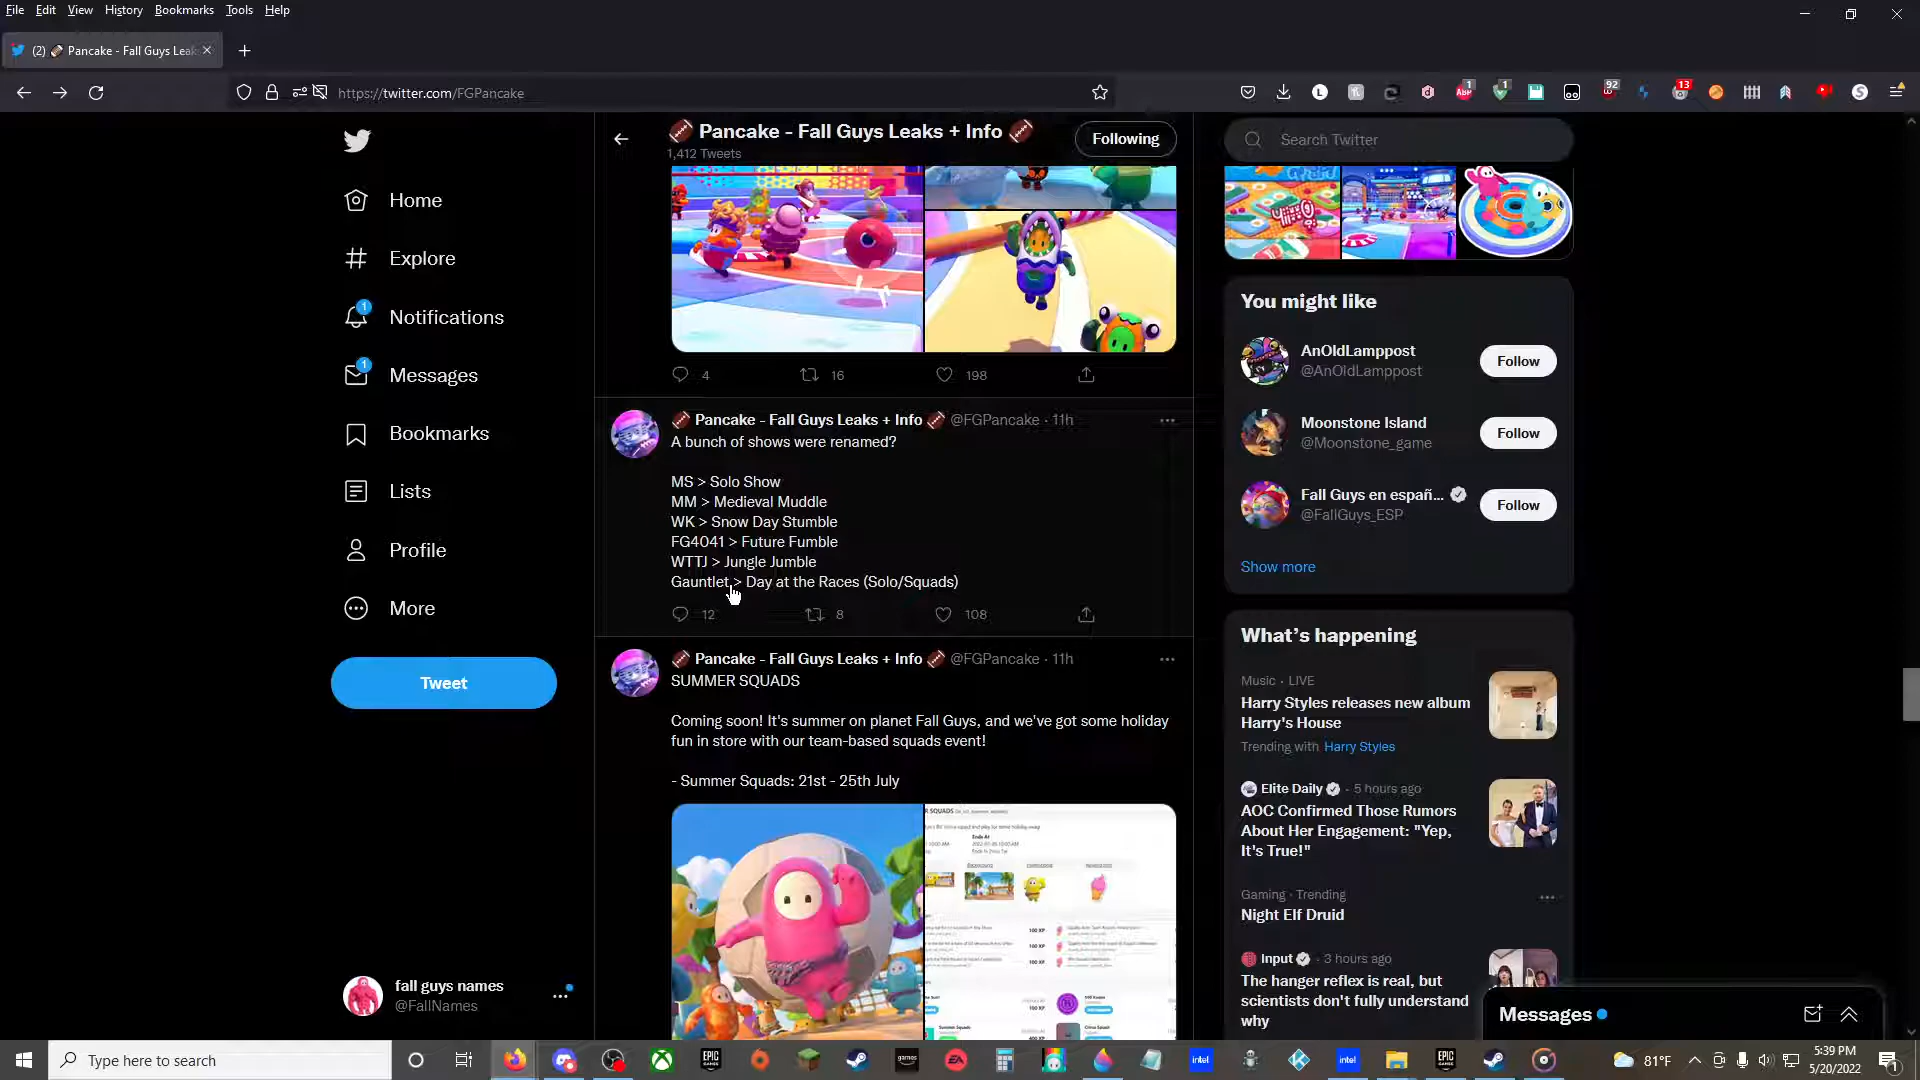 File Edit View History Bookmarks Tools Help
(2) 🏈 Pancake - Fall Guys Leak
https://twitter.com/FGPancake
1
1
92
13
Home
Explore
1
Notifications
1
Messages
Bookmarks
Lists
Profile
More
Tweet
fall guys names
@FallNames
🏈 Pancake - Fall Guys Leaks + Info 🏈
1,412 Tweets
Following
4 16 198
🏈 Pancake - Fall Guys Leaks + Info 🏈 @FGPancake · 11h
A bunch of shows were renamed?
MS > Solo Show
MM > Medieval Muddle
WK > Snow Day Stumble
FG4041 > Future Fumble
WTTJ > Jungle Jumble
Gauntlet > Day at the Races (Solo/Squads)
12 8 108
🏈 Pancake - Fall Guys Leaks + Info 🏈 @FGPancake · 11h
SUMMER SQUADS
Coming soon! It's summer on planet Fall Guys, and we've got some holiday
fun in store with our team-based squads event!
- Summer Squads: 21st - 25th July
Search Twitter
You might like
AnOldLamppost
@AnOldLamppost
Follow
Moonstone Island
@Moonstone_game
Follow
Fall Guys en españ...
@FallGuys_ESP
Follow
Show more
What's happening
Music · LIVE
Harry Styles releases new album
Harry's House
Trending with Harry Styles
Elite Daily · 5 hours ago
AOC Confirmed Those Rumors
About Her Engagement: "Yep,
It's True!"
Gaming · Trending
Night Elf Druid
Input · 3 hours ago
The hanger reflex is real, but
scientists don't fully understand
why
Messages
Type here to search
81°F
5:39 PM
5/20/2022